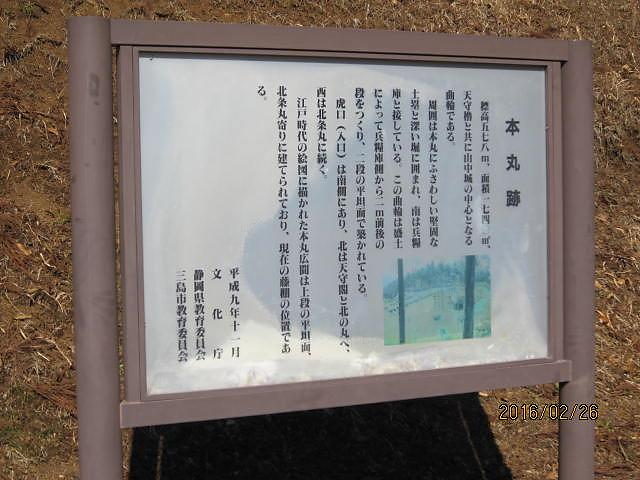 本丸跡
標高五七八m、面積一七四〇㎡、
天守櫓と共に山中城の中心となる
曲輪である。
周囲は本丸にふさわしい堅固な
土塁と深い堀に囲まれ、南は兵糧
庫と接している。この曲輪は盛土
によって兵糧庫側から二m前後の
段をつくり、二段の平坦面で築かれている。
虎口（入口）は南側にあり、北は天守閣と北の丸へ、
西は北条丸に続く。
江戸時代の絵図に描かれた本丸広間は上段の平坦面、
北条丸寄りに建てられており、現在の藤棚の位置であ
る。
平成九年十一月
文化庁
静岡県教育委員会
三島市教育委員会
2016/02/26